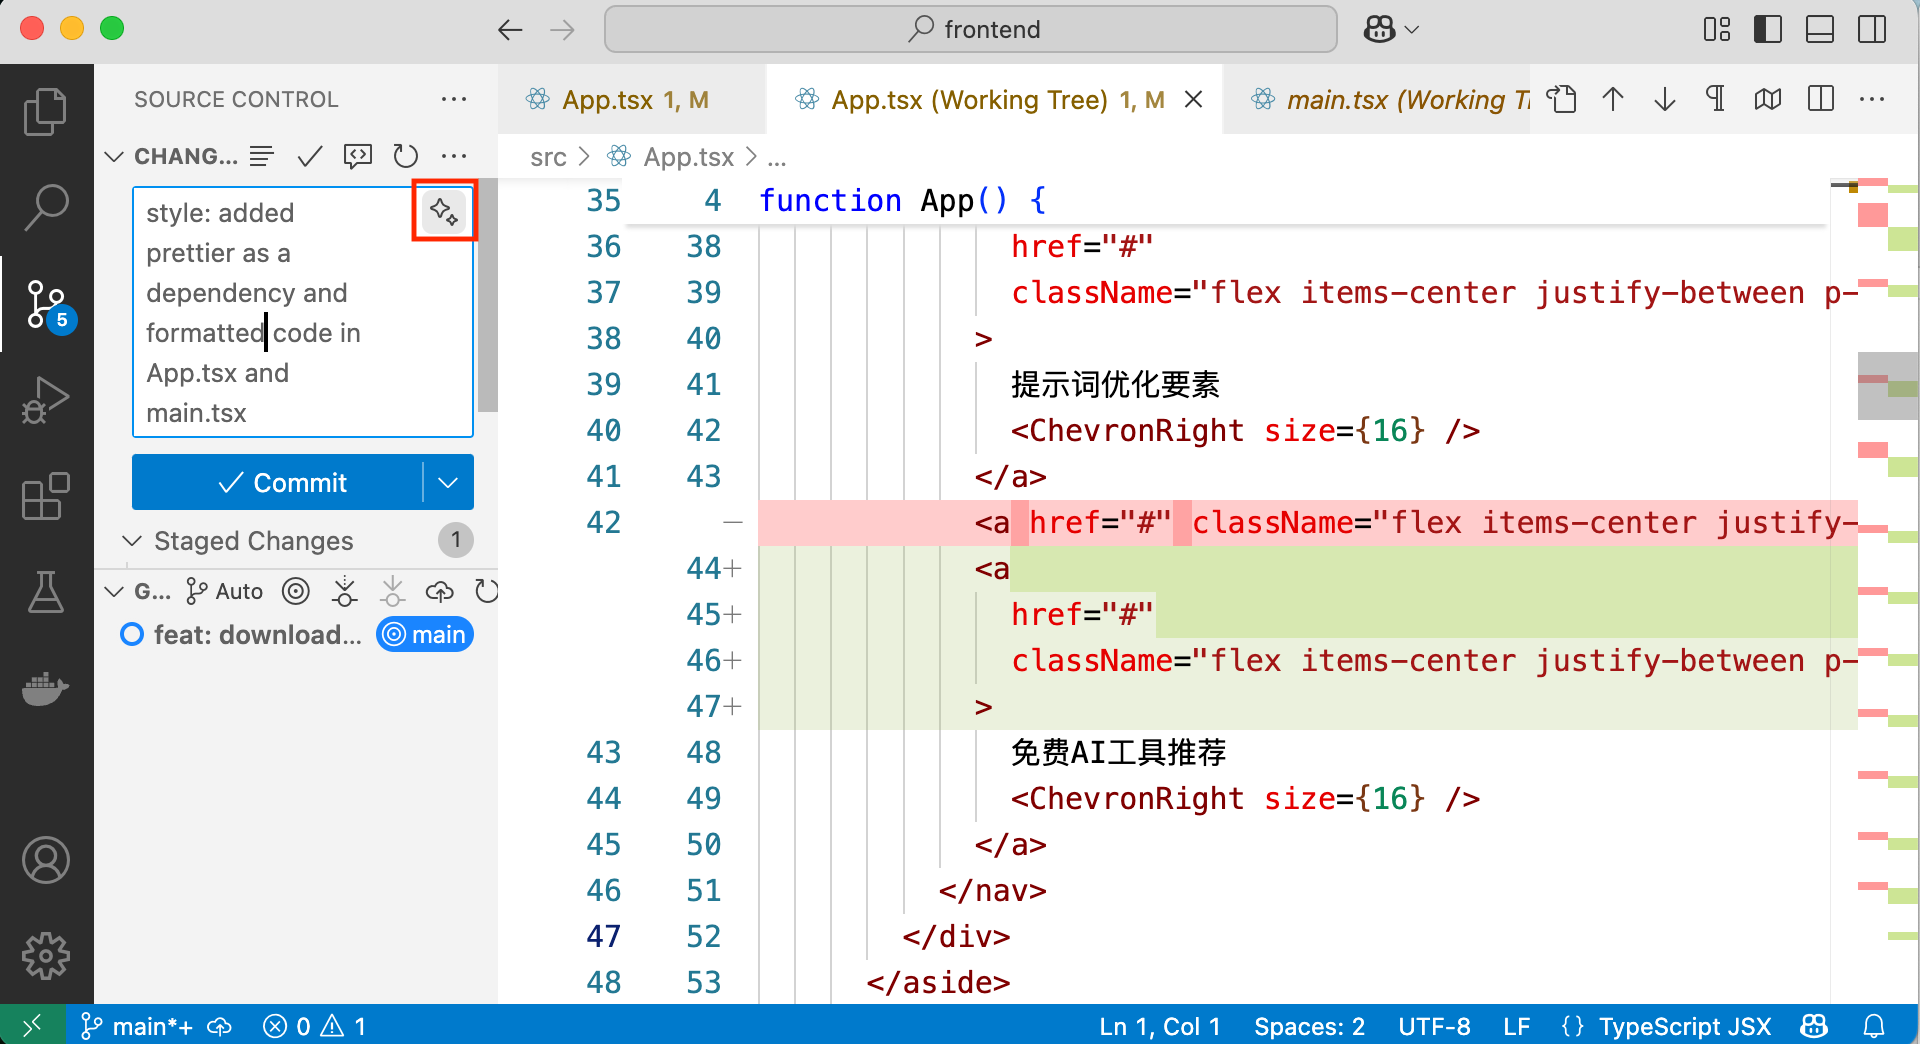 frontend
SOURCE CONTROL
App.tsx 1, M
App.tsx (Working Tree) 1, M
main.tsx (Working T
CHANG...
src > App.tsx > ...
style: added
prettier as a
dependency and
formatted code in
App.tsx and
main.tsx
Commit
Staged Changes 1
G... Auto
feat: download... main
5
35 4 function App() {
36 38 href="#"
37 39 className="flex items-center justify-between p-
38 40 >
39 41 提示词优化要素
40 42 <ChevronRight size={16} />
41 43 </a>
42 — <a href="#" className="flex items-center justify-
44+ <a
45+ href="#"
46+ className="flex items-center justify-between p-
47+ >
43 48 免费AI工具推荐
44 49 <ChevronRight size={16} />
45 50 </a>
46 51 </nav>
47 52 </div>
48 53 </aside>
main*+ 0 1 Ln 1, Col 1 Spaces: 2 UTF-8 LF {} TypeScript JSX